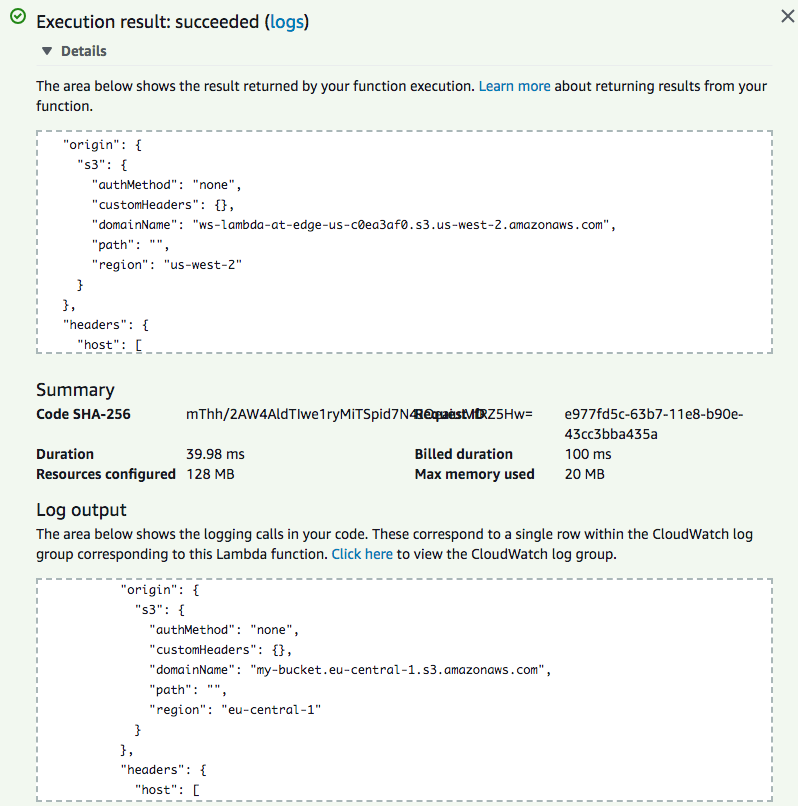 Execution result: succeeded (logs)
Details
The area below shows the result returned by your function execution. Learn more about returning results from your
function.
"origin": {
"s3": {
"authMethod": "none",
"customHeaders": {},
"domainName": "ws-lambda-at-edge-us-c0ea3af0.s3.us-west-2.amazonaws.com",
"path": "",
"region": "us-west-2"
}
},
"headers": {
"host": [
Summary
Code SHA-256 Request ID e977fd5c-63b7-11e8-b90e-
43cc3bba435a
Duration 39.98 ms Billed duration 100 ms
Resources configured 128 MB Max memory used 20 MB
Log output
The area below shows the logging calls in your code. These correspond to a single row within the CloudWatch log
group corresponding to this Lambda function. Click here to view the CloudWatch log group.
"origin": {
"s3": {
"authMethod": "none",
"customHeaders": {},
"domainName": "my-bucket.eu-central-1.s3.amazonaws.com",
"path": "",
"region": "eu-central-1"
}
},
"headers": {
"host": [